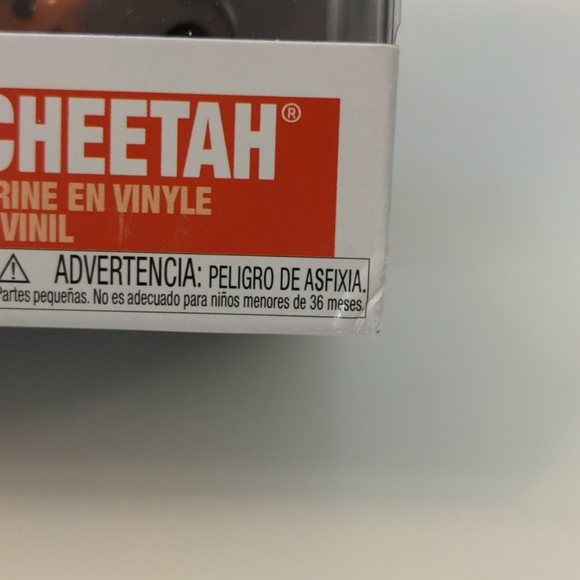 CHEETAH®
RINE EN VINYLE
VINIL
⚠ ADVERTENCIA: PELIGRO DE ASFIXIA.
Partes pequeñas. No es adecuado para niños menores de 36 meses.